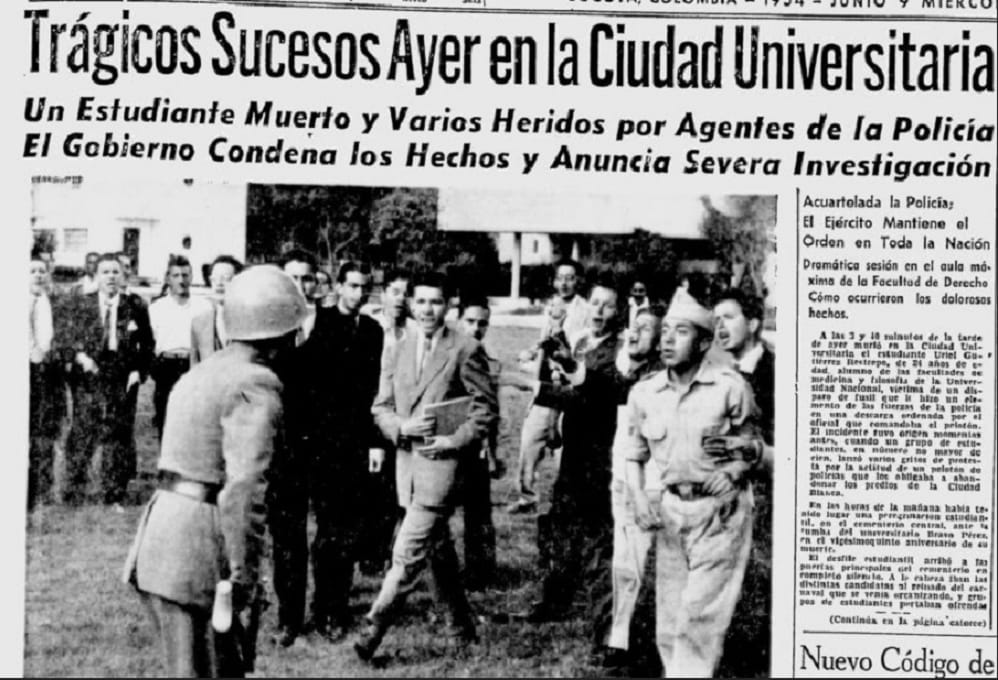 COLOMBIA - 1954 - JUNIO 9 MIERCO
Trágicos Sucesos Ayer en la Ciudad Universitaria
Un Estudiante Muerto y Varios Heridos por Agentes de la Policía
El Gobierno Condena los Hechos y Anuncia Severa Investigación
Acuartelada la Policía;
El Ejército Mantiene el
Orden en Toda la Nación
Dramática sesión en el aula má-
xima de la Facultad de Derecho
Cómo ocurrieron los dolorosos
hechos.
A las 3 y 10 minutos de la tarde
de ayer murió en la Ciudad Uni-
versitaria el estudiante Uriel Gu-
tiérrez Restrepo, de 24 años de e-
dad, alumno de las facultades de
medicina y filosofía de la Univer-
sidad Nacional, víctima de un dis-
paro de fusil que le hizo un ele-
mento de las fuerzas de la policía
en una descarga ordenada por el
oficial que comandaba el pelotón.
El incidente tuvo origen momentos
antes, cuando un grupo de estu-
diantes, en número no mayor de
cien, lanzó varios gritos de protes-
ta por la actitud de un pelotón de
policías que los obligaba a aban-
donar los predios de la Ciudad
Blanca.
En las horas de la mañana había te-
nido lugar una peregrinación estudian-
til, en el cementerio central, ante la
tumba del universitario Bravo Pérez,
en el vigésimoquinto aniversario de su
muerte.
El desfile estudiantil arribó a las
puertas principales del cementerio en
completo silencio. A la cabeza iban las
distintas candidatas al reinado del car-
naval que se venía organizando, y gru-
pos de estudiantes portaban ofrendas
(Continúa en la página catorce)
Nuevo Código de